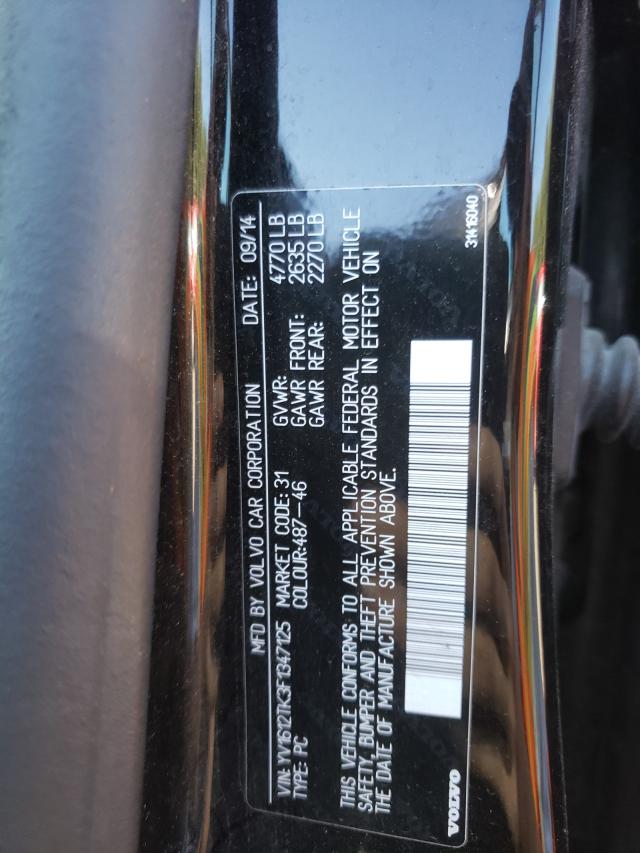 MFD BY VOLVO CAR CORPORATION DATE: 09/14
VIN: YV1612TK3F1347125 MARKET CODE: 31 GVWR: 4770 LB
TYPE: PC COLOUR:487-46 GAWR FRONT: 2635 LB
GAWR REAR: 2270 LB
THIS VEHICLE CONFORMS TO ALL APPLICABLE FEDERAL MOTOR VEHICLE
SAFETY, BUMPER AND THEFT PREVENTION STANDARDS IN EFFECT ON
THE DATE OF MANUFACTURE SHOWN ABOVE.
VOLVO 31416040